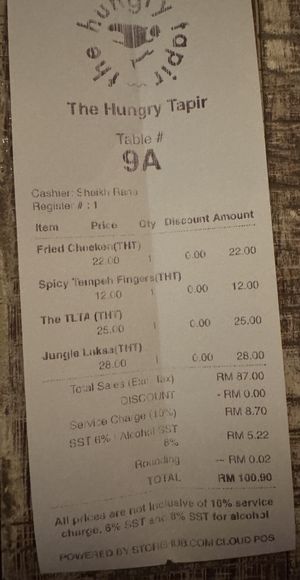 the hungry tapir
The Hungry Tapir
Table #
9A
Cashier: Sheikh Rana
Register # : 1
Item Price Qty Discount Amount
Fried Chooken(THT)
22.00 1 0.00 22.00
Spicy Tempeh Fingers(THT)
12.00 1 0.00 12.00
The TLTA (THT)
25.00 1 0.00 25.00
Jungle Laksa(THT)
28.00 1 0.00 28.00
Total Sales (Excl. Tax) RM 87.00
DISCOUNT - RM 0.00
Service Charge (10%) RM 8.70
SST 6% / Alcohol SST
8% RM 5.22
Rounding -- RM 0.02
TOTAL RM 100.90
All prices are not inclusive of 10% service
charge, 6% SST and 8% SST for alcohol
POWERED BY STOREHUB.COM CLOUD POS